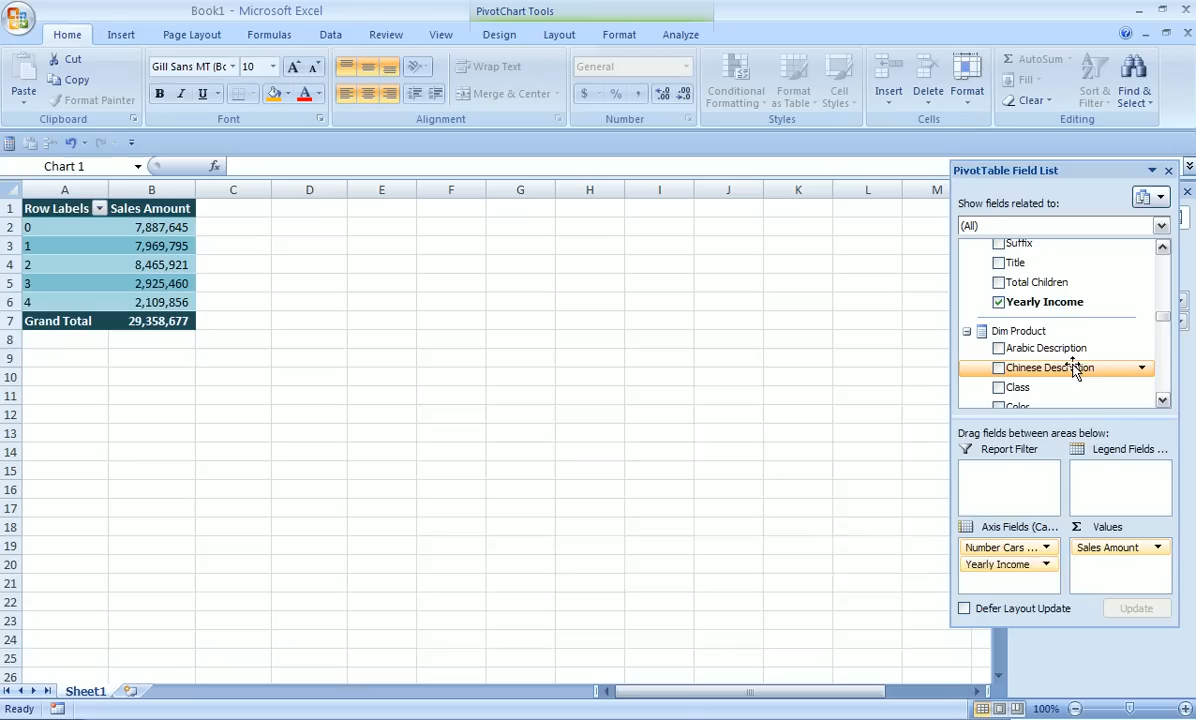 Book1 - Microsoft Excel
PivotChart Tools
Home Insert Page Layout Formulas Data Review View Design Layout Format Analyze
Paste
Cut
Copy
Format Painter
Clipboard
Gill Sans MT (Bc 10
B I U
Font
Wrap Text
Merge & Center
Alignment
General
$ % ,
Number
Conditional Formatting
Format as Table
Cell Styles
Styles
Insert
Delete
Format
Cells
AutoSum
Fill
Clear
Sort & Filter
Find & Select
Editing
Chart 1
fx
A B C D E F G H I J K L M
1 Row Labels Sales Amount
2 0 7,887,645
3 1 7,969,795
4 2 8,465,921
5 3 2,925,460
6 4 2,109,856
7 Grand Total 29,358,677
8
9
10
11
12
13
14
15
16
17
18
19
20
21
22
23
24
25
26
PivotTable Field List
Show fields related to:
(All)
Suffix
Title
Total Children
Yearly Income
Dim Product
Arabic Description
Chinese Description
Class
Color
Drag fields between areas below:
Report Filter
Legend Fields ...
Axis Fields (Ca...
Σ Values
Number Cars ...
Yearly Income
Sales Amount
Defer Layout Update
Update
Sheet1
Ready
100%